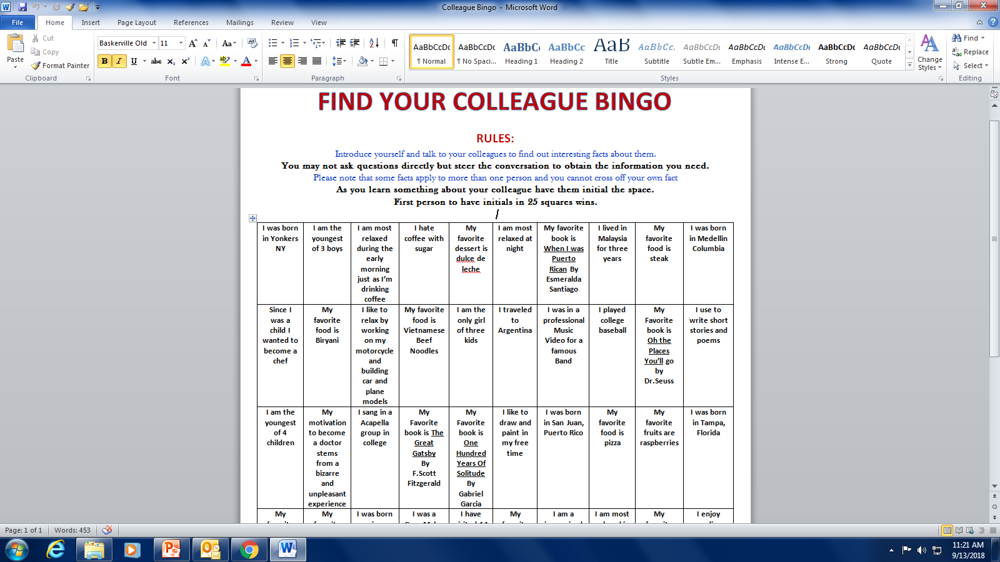 Colleague Bingo - Microsoft Word
File Home Insert Page Layout References Mailings Review View
Paste
Cut
Copy
Format Painter
Clipboard
Baskerville Old 11
Font
Paragraph
AaBbCcDc AaBbCcDc AaBbCc AaBbCc AaB AaBbCc. AaBbCcDc AaBbCcDc AaBbCcDc AaBbCcDc AaBbCcDc
¶ Normal ¶ No Spaci... Heading 1 Heading 2 Title Subtitle Subtle Em... Emphasis Intense E... Strong Quote
Change
Styles
Styles
Find
Replace
Select
Editing
FIND YOUR COLLEAGUE BINGO
RULES:
Introduce yourself and talk to your colleagues to find out interesting facts about them.
You may not ask questions directly but steer the conversation to obtain the information you need.
Please note that some facts apply to more than one person and you cannot cross off your own fact
As you learn something about your colleague have them initial the space.
First person to have initials in 25 squares wins.
I was born
in Yonkers
NY
I am the
youngest
of 3 boys
I am most
relaxed
during the
early
morning
just as I'm
drinking
coffee
I hate
coffee with
sugar
My
favorite
dessert is
dulce de
leche
I am most
relaxed at
night
My favorite
book is
When I was
Puerto
Rican By
Esmeralda
Santiago
I lived in
Malaysia
for three
years
My
favorite
food is
steak
I was born
in Medellin
Columbia
Since I
was a
child I
wanted to
become a
chef
My
favorite
food is
Biryani
I like to
relax by
working
on my
motorcycle
and
building
car and
plane
models
My favorite
food is
Vietnamese
Beef
Noodles
I am the
only girl
of three
kids
I traveled
to
Argentina
I was in a
professional
Music
Video for a
famous
Band
I played
college
baseball
My
Favorite
book is
Oh the
Places
You'll go
by
Dr.Seuss
I use to
write short
stories and
poems
I am the
youngest
of 4
children
My
motivation
to become
a doctor
stems
from a
bizarre
and
unpleasant
experience
I sang in a
Acapella
group in
college
My
Favorite
book is The
Great
Gatsby
By
F.Scott
Fitzgerald
My
Favorite
book is
One
Hundred
Years Of
Solitude
By
Gabriel
Garcia
I like to
draw and
paint in
my free
time
I was born
in San Juan,
Puerto Rico
My
favorite
food is
pizza
My
favorite
fruits are
raspberries
I was born
in Tampa,
Florida
My
My
I was born
I was a
I have
My
I am a
I am most
My
I enjoy
Page: 1 of 1 Words: 453
11:21 AM
9/13/2018